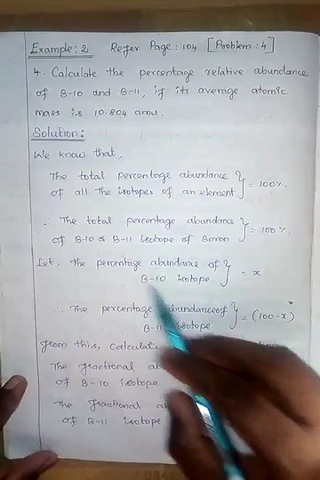 Example: 2 Refer Page: 104 [Problem: 4]
4. Calculate the percentage relative abundance
of B-10 and B-11, if its average atomic
mass is 10.804 amu.
Solution:
We know that,
The total percentage abundance
of all the isotopes of an element } = 100%.
∴ The total percentage abundance
of B-10 & B-11 isotope of Boron } = 100%.
Let, the percentage abundance of
B-10 isotope } = x
∴ The percentage abundance of
B-11 isotope } = (100-x)
From this, Calculate
The fractional
of B-10 isotope
The fractional
of B-11 isotope